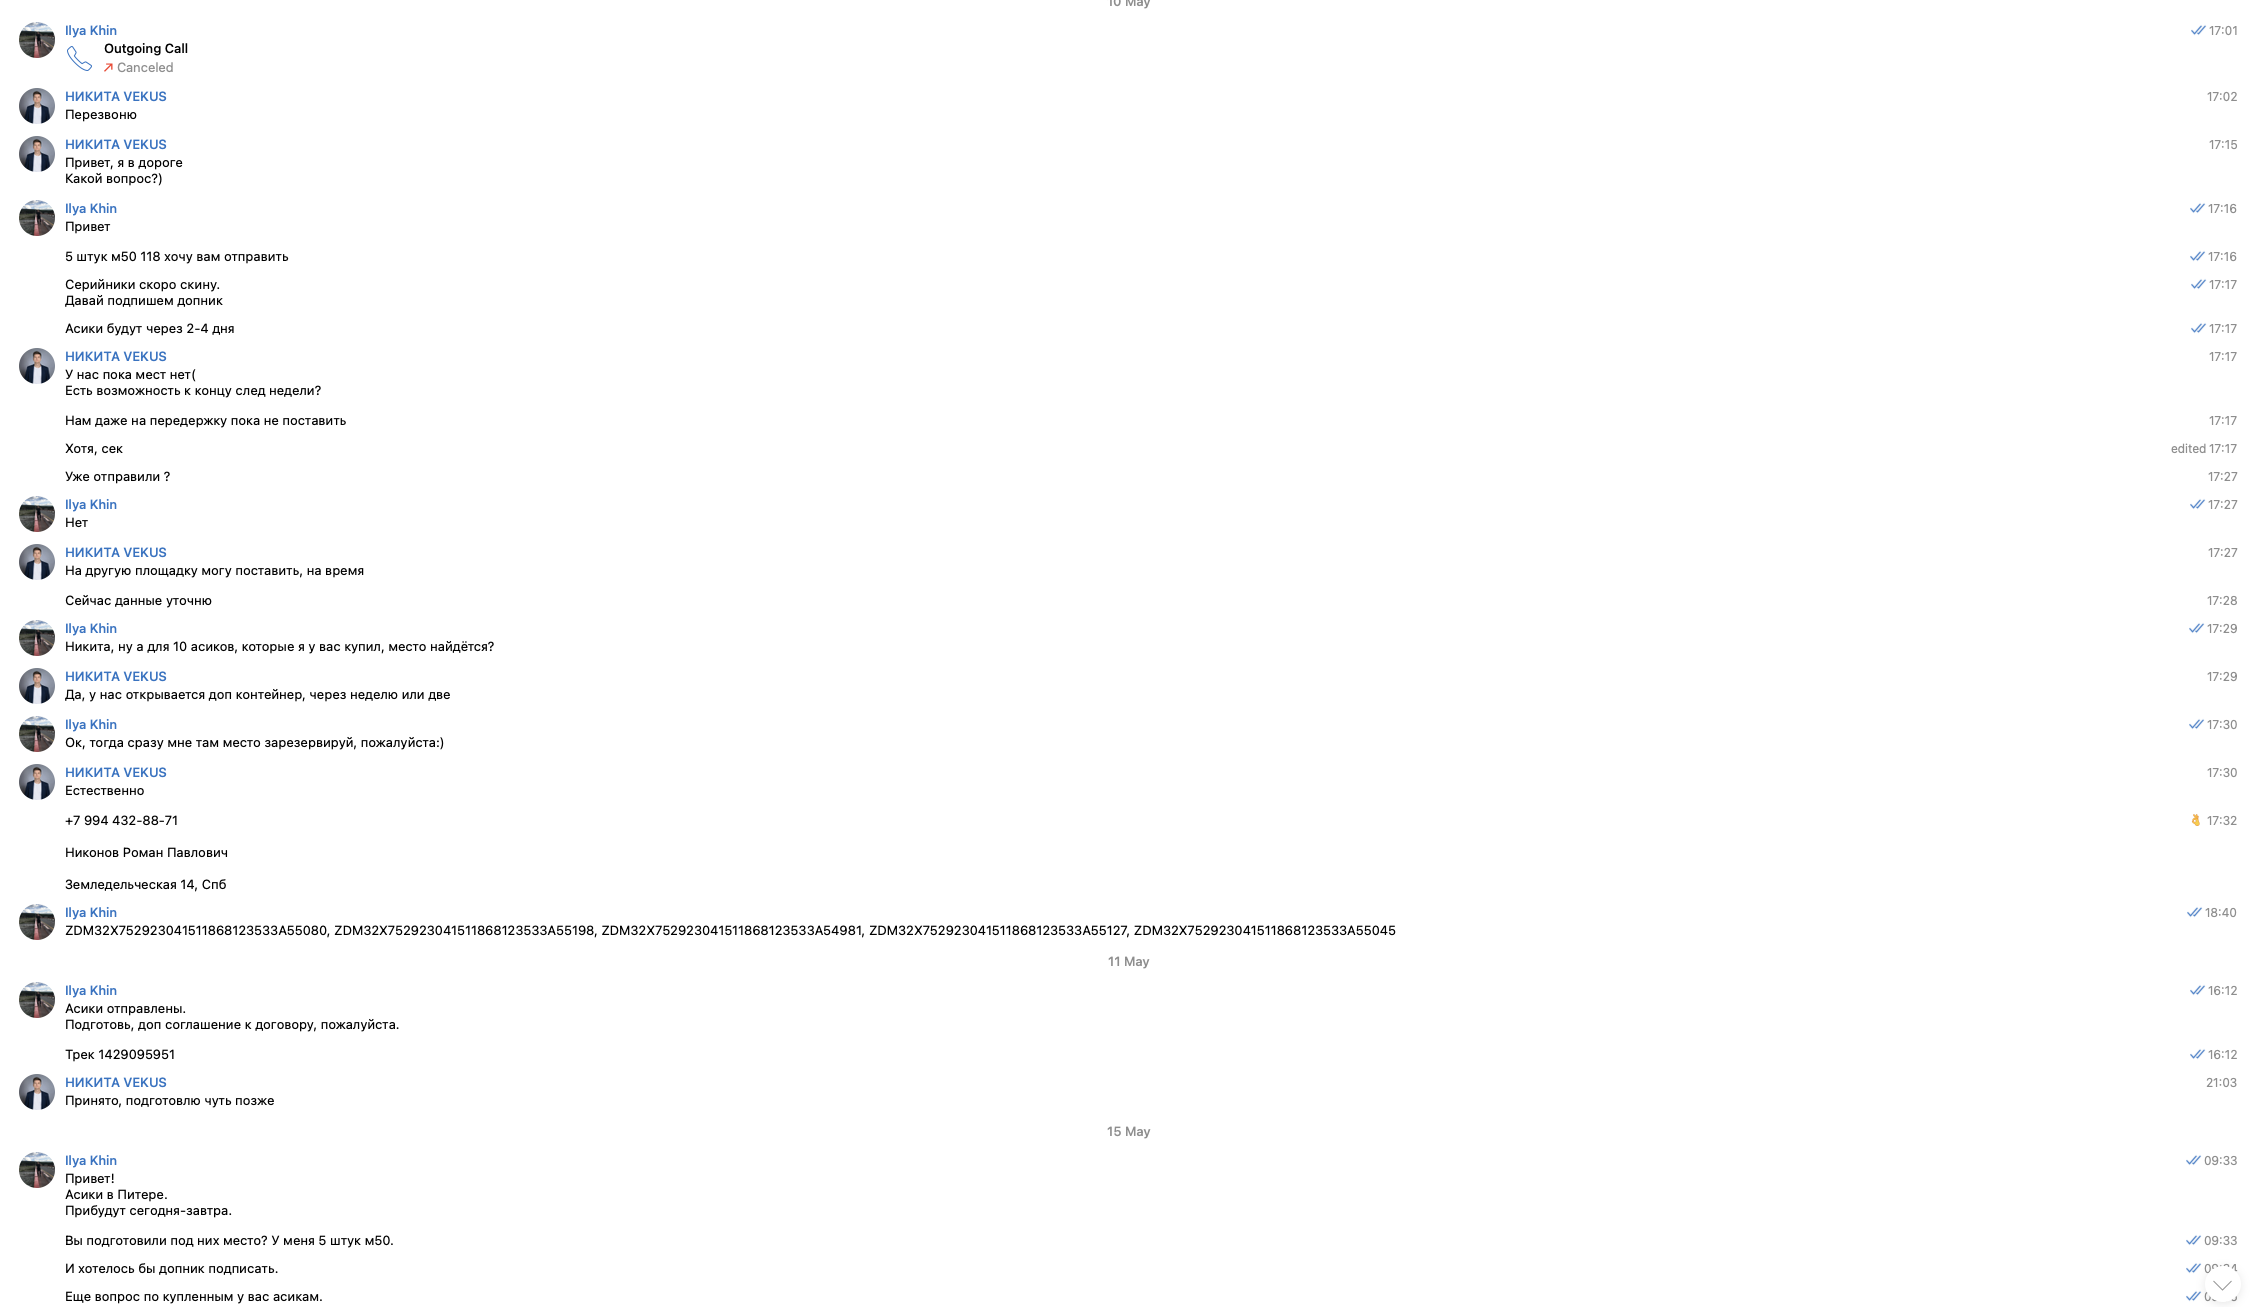 10 May
Ilya Khin 17:01
Outgoing Call
Canceled
НИКИТА VEKUS 17:02
Перезвоню
НИКИТА VEKUS 17:15
Привет, я в дороге
Какой вопрос?)
Ilya Khin 17:16
Привет
5 штук м50 118 хочу вам отправить 17:16
Серийники скоро скину. 17:17
Давай подпишем допник
Асики будут через 2-4 дня 17:17
НИКИТА VEKUS 17:17
У нас пока мест нет(
Есть возможность к концу след недели?
Нам даже на передержку пока не поставить 17:17
Хотя, сек edited 17:17
Уже отправили ? 17:27
Ilya Khin 17:27
Нет
НИКИТА VEKUS 17:27
На другую площадку могу поставить, на время
Сейчас данные уточню 17:28
Ilya Khin 17:29
Никита, ну а для 10 асиков, которые я у вас купил, место найдётся?
НИКИТА VEKUS 17:29
Да, у нас открывается доп контейнер, через неделю или две
Ilya Khin 17:30
Ок, тогда сразу мне там место зарезервируй, пожалуйста:)
НИКИТА VEKUS 17:30
Естественно
+7 994 432-88-71 17:32
Никонов Роман Павлович
Земледельческая 14, Спб
Ilya Khin 18:40
ZDM32X752923041511868123533A55080, ZDM32X752923041511868123533A55198, ZDM32X752923041511868123533A54981, ZDM32X752923041511868123533A55127, ZDM32X752923041511868123533A55045
11 May
Ilya Khin 16:12
Асики отправлены.
Подготовь, доп соглашение к договору, пожалуйста.
Трек 1429095951 16:12
НИКИТА VEKUS 21:03
Принято, подготовлю чуть позже
15 May
Ilya Khin 09:33
Привет!
Асики в Питере.
Прибудут сегодня-завтра.
Вы подготовили под них место? У меня 5 штук м50. 09:33
И хотелось бы допник подписать.
Еще вопрос по купленным у вас асикам.